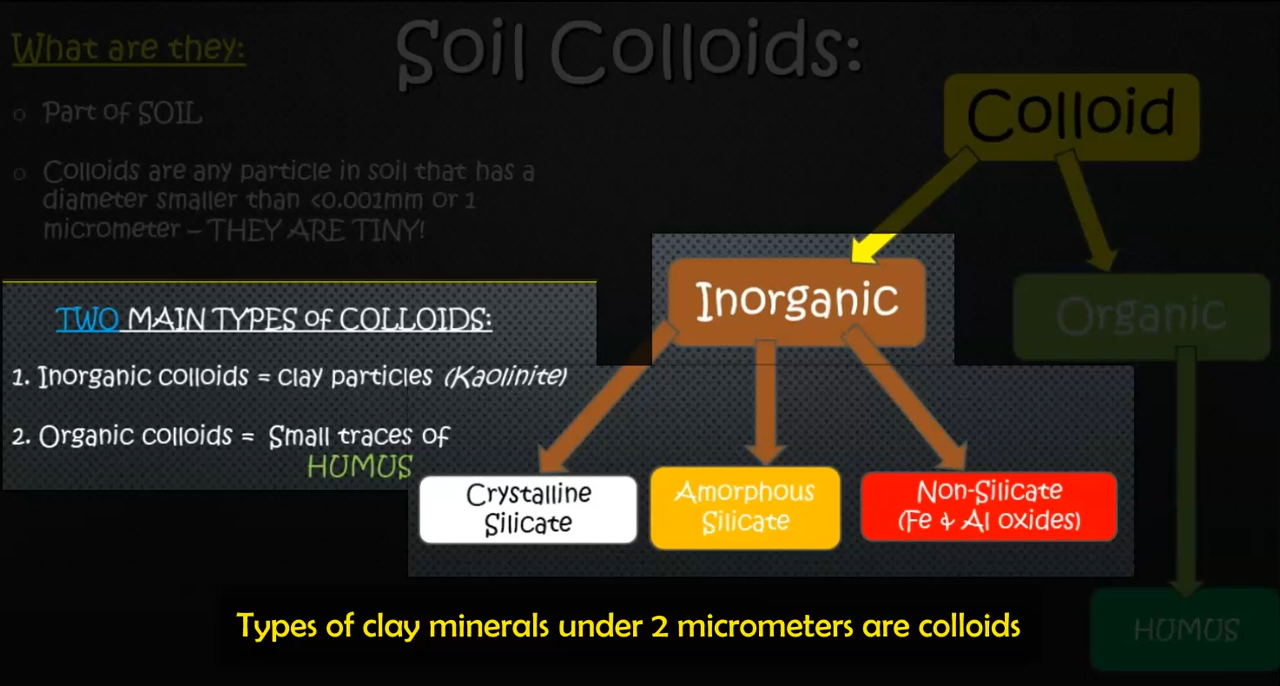 Soil Colloids:
What are they:
Part of SOIL
Colloids are any particle in soil that has a
diameter smaller than <0.001mm or 1
micrometer – THEY ARE TINY!
TWO MAIN TYPES of COLLOIDS:
1. Inorganic colloids = clay particles (Kaolinite)
2. Organic colloids = Small traces of
HUMUS
Colloid
Inorganic
Organic
Crystalline
Silicate
Amorphous
Silicate
Non-Silicate
(Fe & Al oxides)
HUMUS
Types of clay minerals under 2 micrometers are colloids